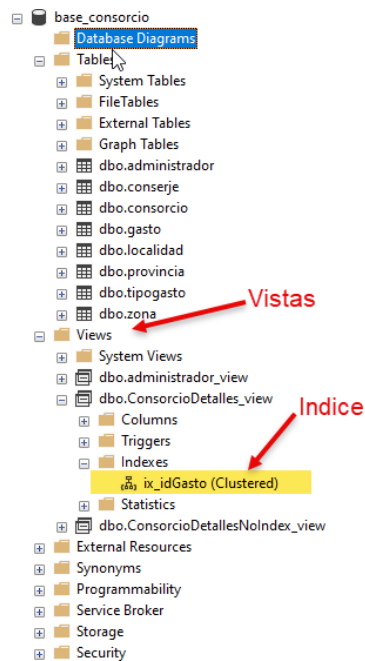 base_consorcio
Database Diagrams
Tables
System Tables
FileTables
External Tables
Graph Tables
dbo.administrador
dbo.conserje
dbo.consorcio
dbo.gasto
dbo.localidad
dbo.provincia
dbo.tipogasto
dbo.zona
Vistas
Views
System Views
dbo.administrador_view
dbo.ConsorcioDetalles_view
Indice
Columns
Triggers
Indexes
ix_idGasto (Clustered)
Statistics
dbo.ConsorcioDetallesNoIndex_view
External Resources
Synonyms
Programmability
Service Broker
Storage
Security